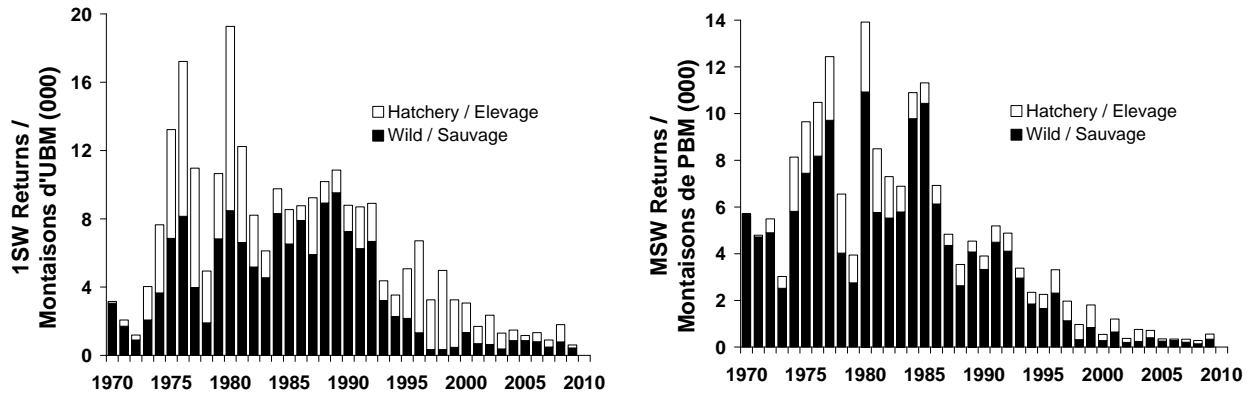 1SW Returns /
Montaisons d'UBM (000)
20
16
12
8
4
0
Hatchery / Elevage
Wild / Sauvage
1970 1975 1980 1985 1990 1995 2000 2005 2010
MSW Returns /
Montaisons de PBM (000)
14
12
10
8
6
4
2
0
Hatchery / Elevage
Wild / Sauvage
1970 1975 1980 1985 1990 1995 2000 2005 2010